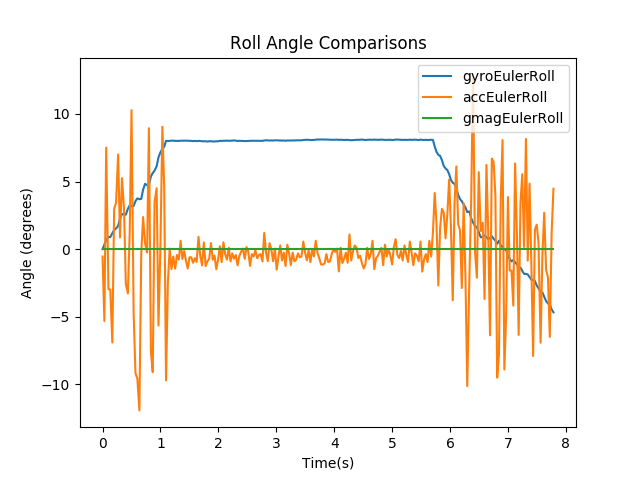 Roll Angle Comparisons
gyroEulerRoll
accEulerRoll
gmagEulerRoll
Angle (degrees)
10
5
0
−5
−10
0 1 2 3 4 5 6 7 8
Time(s)